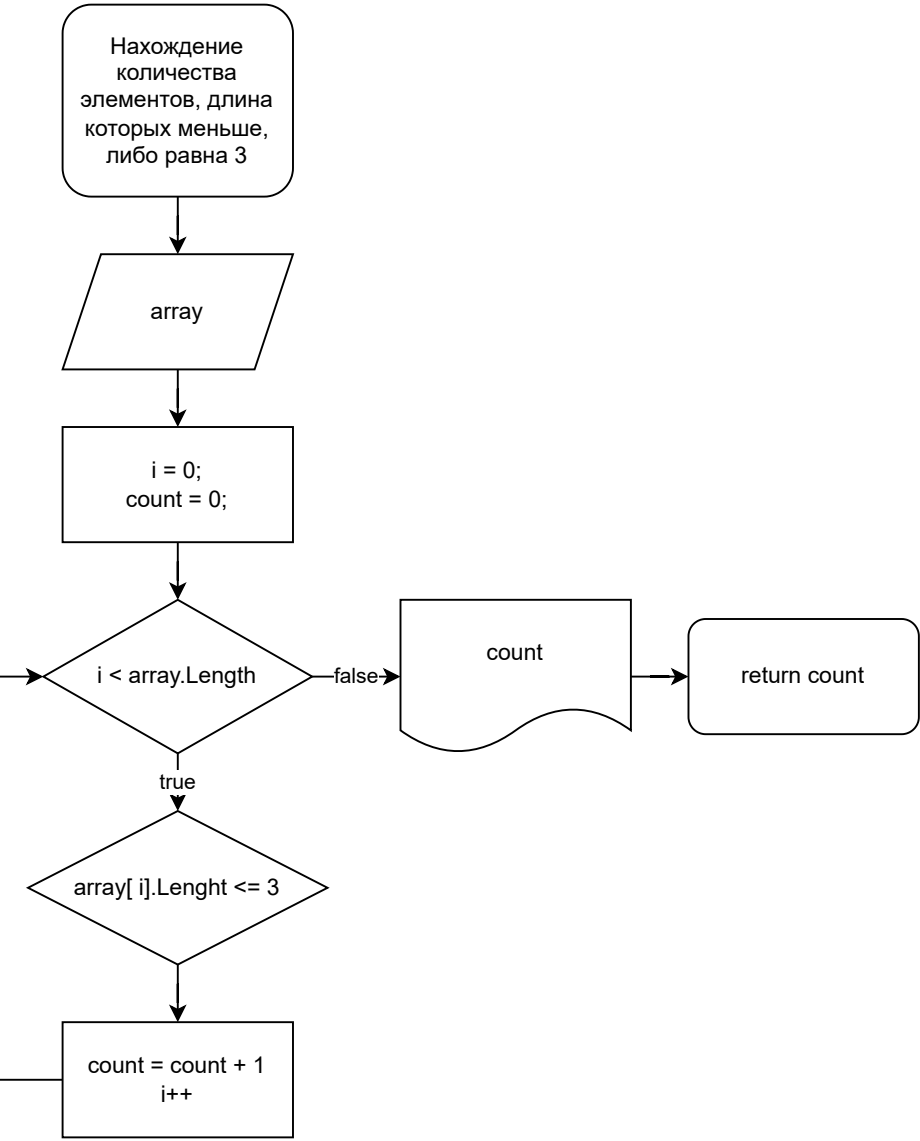 Нахождение
количества
элементов, длина
которых меньше,
либо равна 3
array
i = 0;
count = 0;
i < array.Length
false
count
return count
true
array[ i].Lenght <= 3
count = count + 1
i++